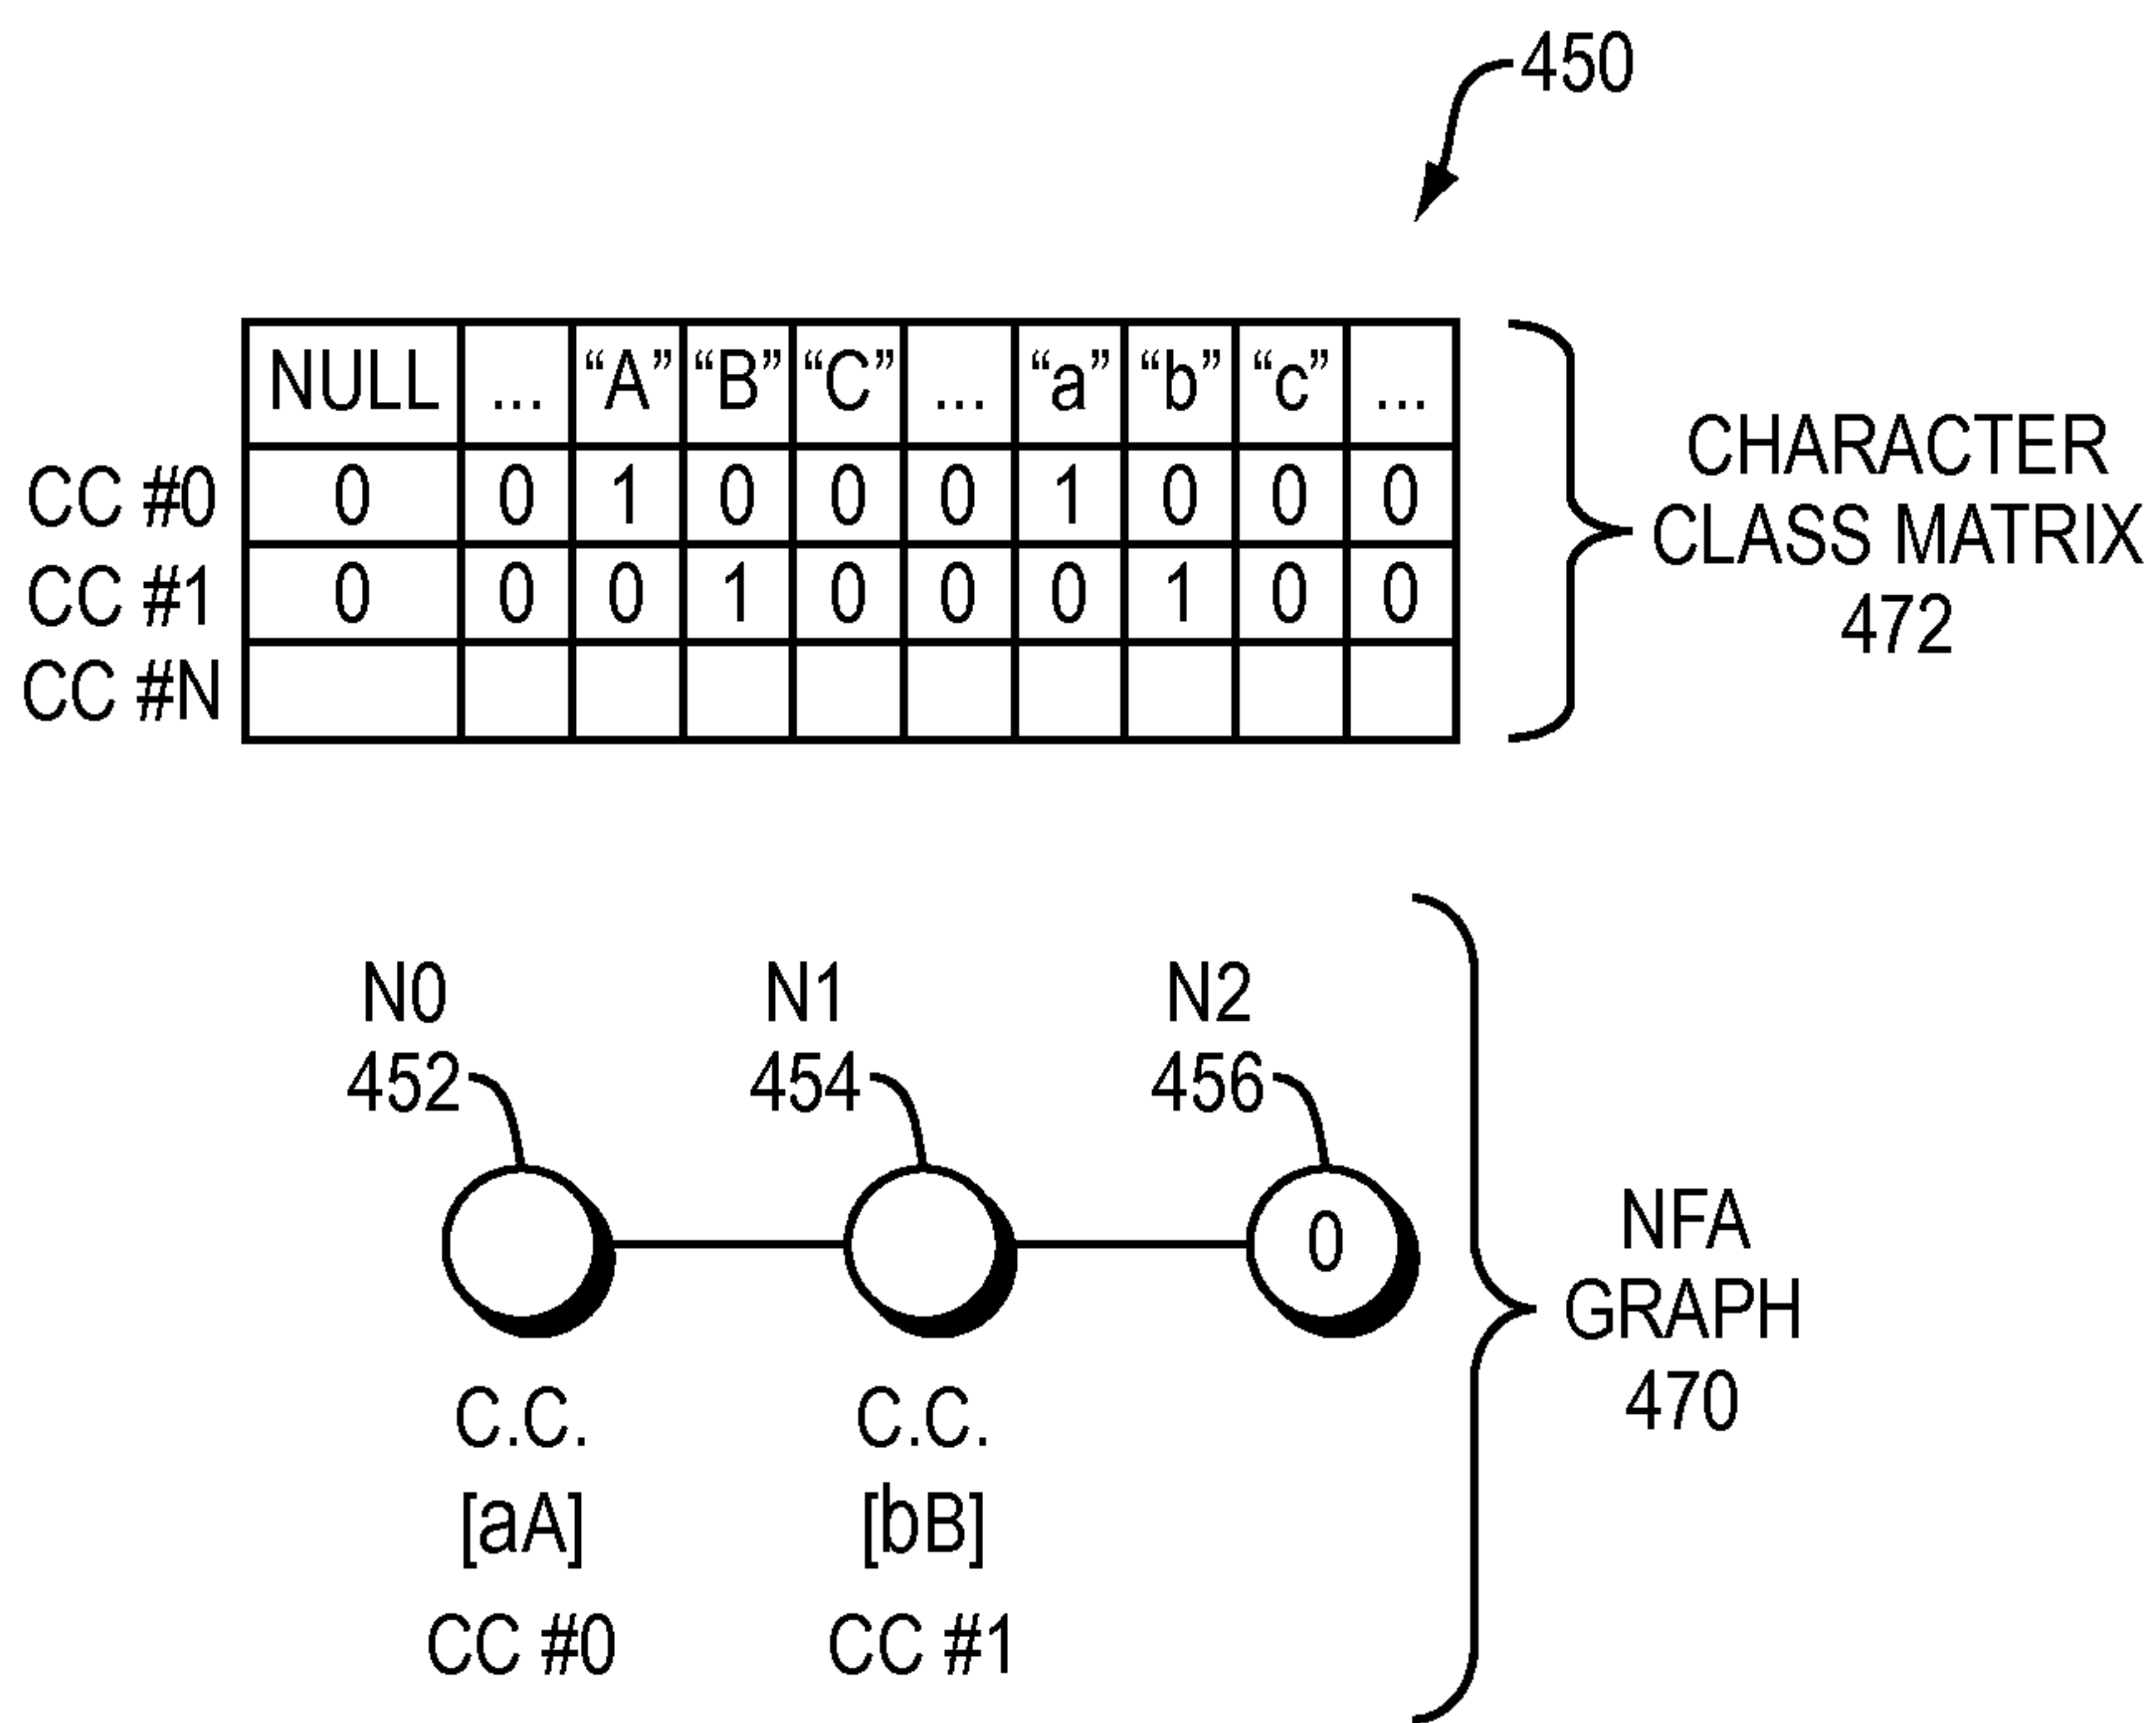 450
NULL ... “A” “B” “C” ... “a” “b” “c” ...
CC #0 0 0 1 0 0 0 1 0 0 0
CC #1 0 0 0 1 0 0 0 1 0 0
CC #N
CHARACTER
CLASS MATRIX
472
N0 N1 N2
452 454 456
0
C.C. C.C.
[aA] [bB]
CC #0 CC #1
NFA
GRAPH
470